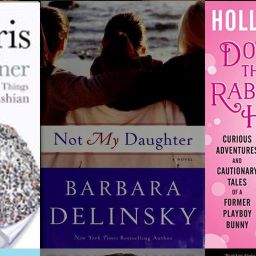 ris
ner
Things
ashian
Not My Daughter
A NOVEL
BARBARA
DELINSKY
New York Times Bestselling Author
HOLL
DO
TH
RAB
H
CURIOUS
ADVENTURES
AND
CAUTIONARY
TALES
OF A
FORMER
PLAYBOY
BUNNY